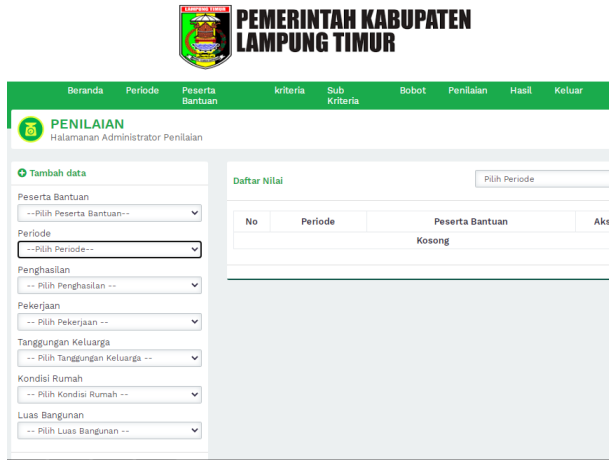 LAMPUNG TIMUR
PEMERINTAH KABUPATEN
LAMPUNG TIMUR
Beranda Periode Peserta Bantuan kriteria Sub Kriteria Bobot Penilaian Hasil Keluar
PENILAIAN
Halamanan Administrator Penilaian
Tambah data
Peserta Bantuan
--Pilih Peserta Bantuan--
Periode
--Pilih Periode--
Penghasilan
-- Pilih Penghasilan --
Pekerjaan
-- Pilih Pekerjaan --
Tanggungan Keluarga
-- Pilih Tanggungan Keluarga --
Kondisi Rumah
-- Pilih Kondisi Rumah --
Luas Bangunan
-- Pilih Luas Bangunan --
Daftar Nilai
Pilih Periode
No Periode Peserta Bantuan Aks
Kosong